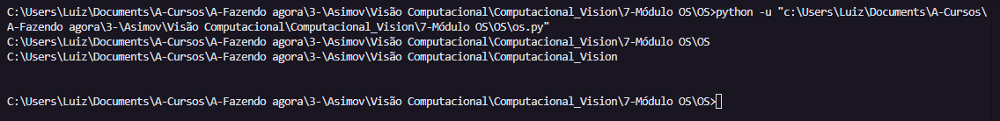 C:\Users\Luiz\Documents\A-Cursos\A-Fazendo agora\3-\Asimov\Visão Computacional\Computacional_Vision\7-Módulo OS\OS>python -u "c:\Users\Luiz\Documents\A-Cursos\
A-Fazendo agora\3-\Asimov\Visão Computacional\Computacional_Vision\7-Módulo OS\OS\os.py"
C:\Users\Luiz\Documents\A-Cursos\A-Fazendo agora\3-\Asimov\Visão Computacional\Computacional_Vision\7-Módulo OS\OS
C:\Users\Luiz\Documents\A-Cursos\A-Fazendo agora\3-\Asimov\Visão Computacional\Computacional_Vision
C:\Users\Luiz\Documents\A-Cursos\A-Fazendo agora\3-\Asimov\Visão Computacional\Computacional_Vision\7-Módulo OS\OS>